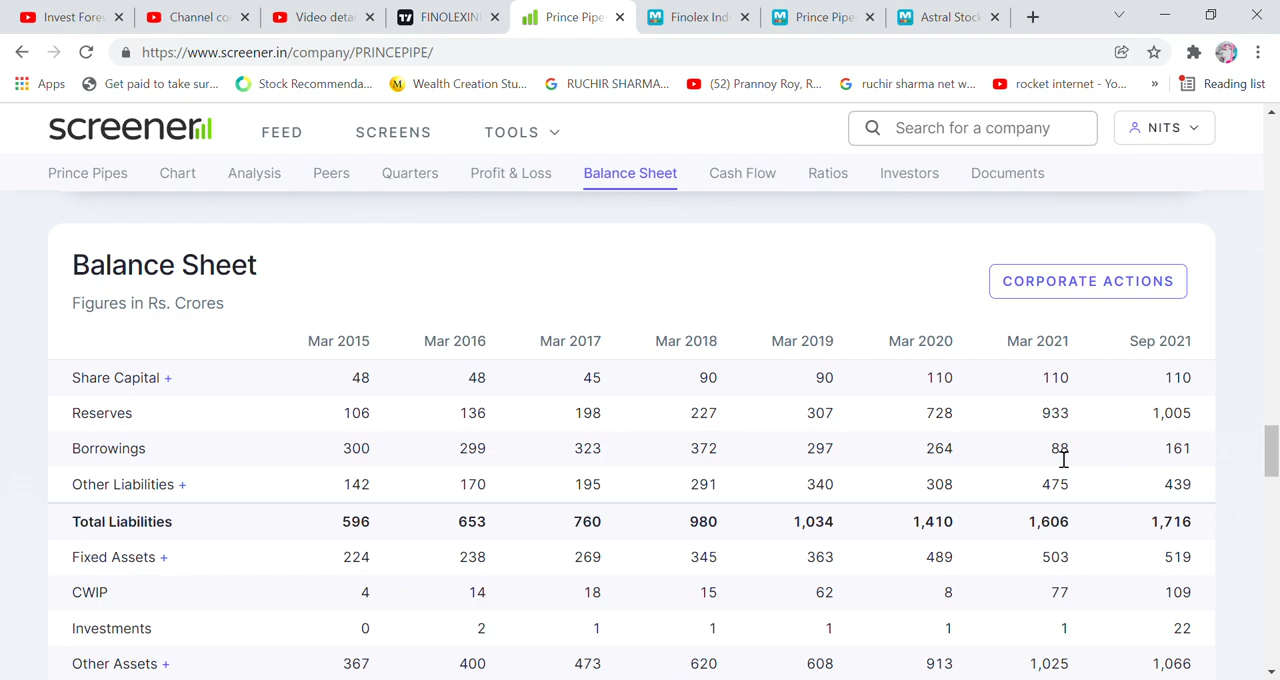 Invest Forev Channel co Video deta FINOLEXIN Prince Pipe Finolex Ind Prince Pipe Astral Stock
https://www.screener.in/company/PRINCEPIPE/
Apps Get paid to take sur... Stock Recommenda... Wealth Creation Stu... RUCHIR SHARMA... (52) Prannoy Roy, R... ruchir sharma net w... rocket internet - Yo... » Reading list
screener FEED SCREENS TOOLS Search for a company NITS
Prince Pipes Chart Analysis Peers Quarters Profit & Loss Balance Sheet Cash Flow Ratios Investors Documents
Balance Sheet
CORPORATE ACTIONS
Figures in Rs. Crores
Mar 2015 Mar 2016 Mar 2017 Mar 2018 Mar 2019 Mar 2020 Mar 2021 Sep 2021
Share Capital + 48 48 45 90 90 110 110 110
Reserves 106 136 198 227 307 728 933 1,005
Borrowings 300 299 323 372 297 264 88 161
Other Liabilities + 142 170 195 291 340 308 475 439
Total Liabilities 596 653 760 980 1,034 1,410 1,606 1,716
Fixed Assets + 224 238 269 345 363 489 503 519
CWIP 4 14 18 15 62 8 77 109
Investments 0 2 1 1 1 1 1 22
Other Assets + 367 400 473 620 608 913 1,025 1,066